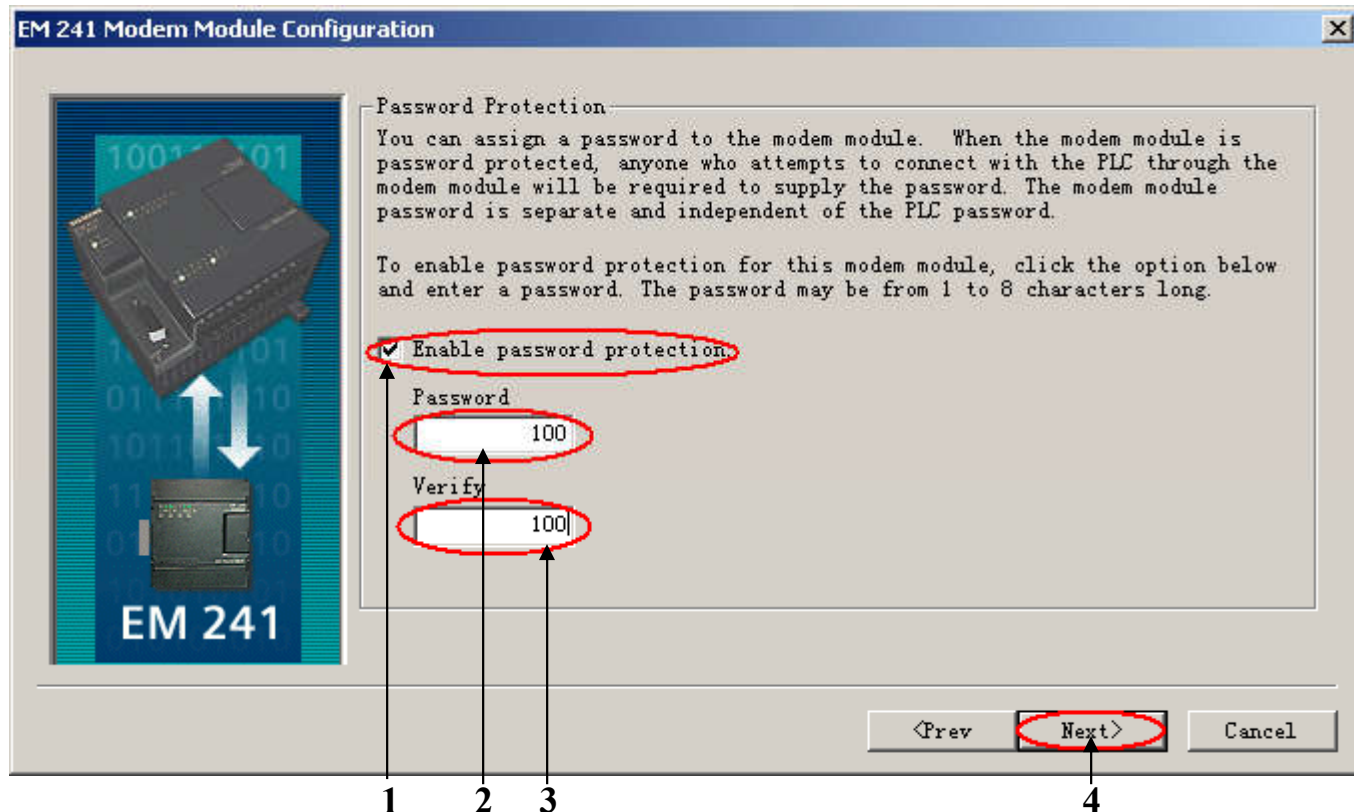 EM 241 Modem Module Configuration
Password Protection
You can assign a password to the modem module. When the modem module is
password protected, anyone who attempts to connect with the PLC through the
modem module will be required to supply the password. The modem module
password is separate and independent of the PLC password.
To enable password protection for this modem module, click the option below
and enter a password. The password may be from 1 to 8 characters long.
Enable password protection.
Password
100
Verify
100
EM 241
<Prev
Next>
Cancel
1 2 3 4